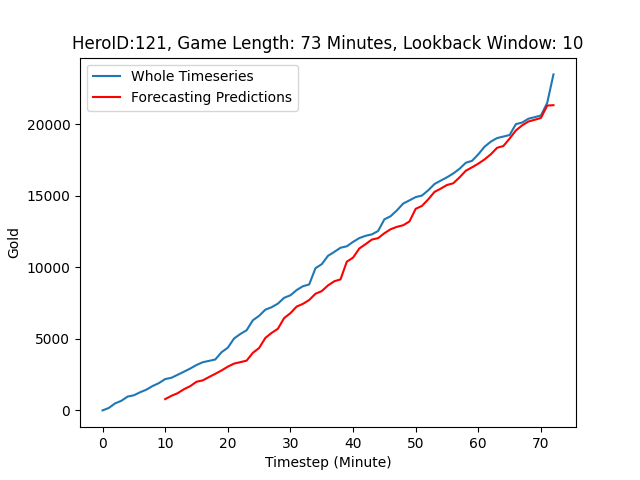 HeroID:121, Game Length: 73 Minutes, Lookback Window: 10
Whole Timeseries
Forecasting Predictions
20000
15000
10000
5000
0
Gold
0 10 20 30 40 50 60 70
Timestep (Minute)